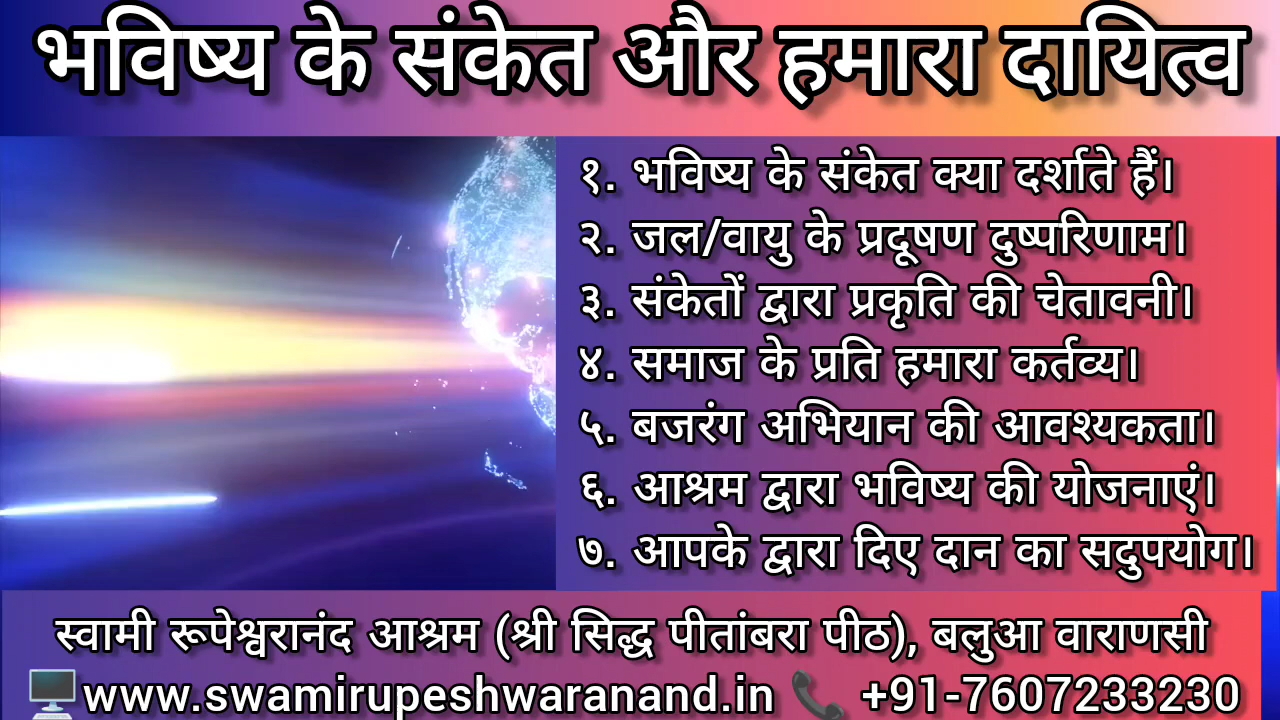 भविष्य के संकेत और हमारा दायित्व
१. भविष्य के संकेत क्या दर्शाते हैं।
२. जल/वायु के प्रदूषण दुष्परिणाम।
३. संकेतों द्वारा प्रकृति की चेतावनी।
४. समाज के प्रति हमारा कर्तव्य।
५. बजरंग अभियान की आवश्यकता।
६. आश्रम द्वारा भविष्य की योजनाएं।
७. आपके द्वारा दिए दान का सदुपयोग।
स्वामी रूपेश्वरानंद आश्रम (श्री सिद्ध पीतांबरा पीठ), बलुआ वाराणसी
🖥️www.swamirupeshwaranand.in 📞 +91-7607233230